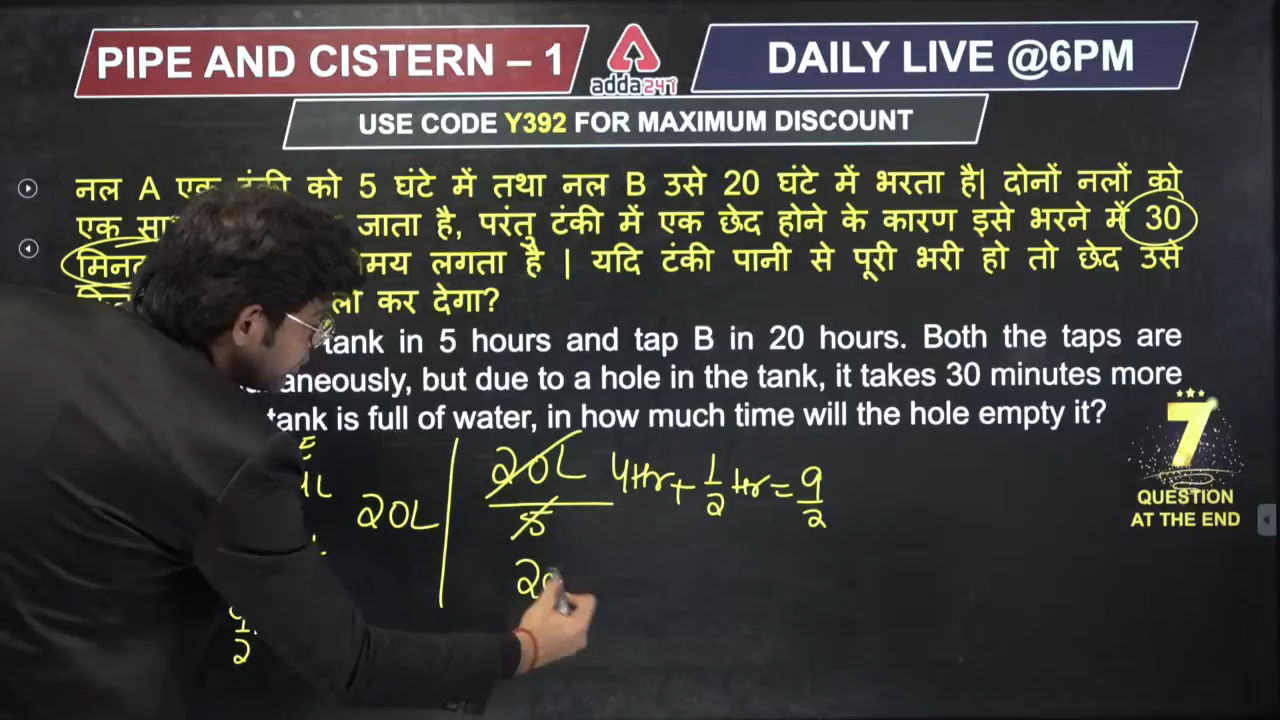 PIPE AND CISTERN – 1
adda247
DAILY LIVE @6PM
USE CODE Y392 FOR MAXIMUM DISCOUNT
नल A एक टंकी को 5 घंटे में तथा नल B उसे 20 घंटे में भरता है| दोनों नलों को
एक जाता है, परंतु टंकी में एक छेद होने के कारण इसे भरने में 30
लगता है | यदि टंकी पानी से पूरी भरी हो तो छेद उसे
कर देगा?
tank in 5 hours and tap B in 20 hours. Both the taps are
but due to a hole in the tank, it takes 30 minutes more
tank is full of water, in how much time will the hole empty it?
20L
20L
5
4Hr + 1/2 Hr = 9/2
7
QUESTION
AT THE END